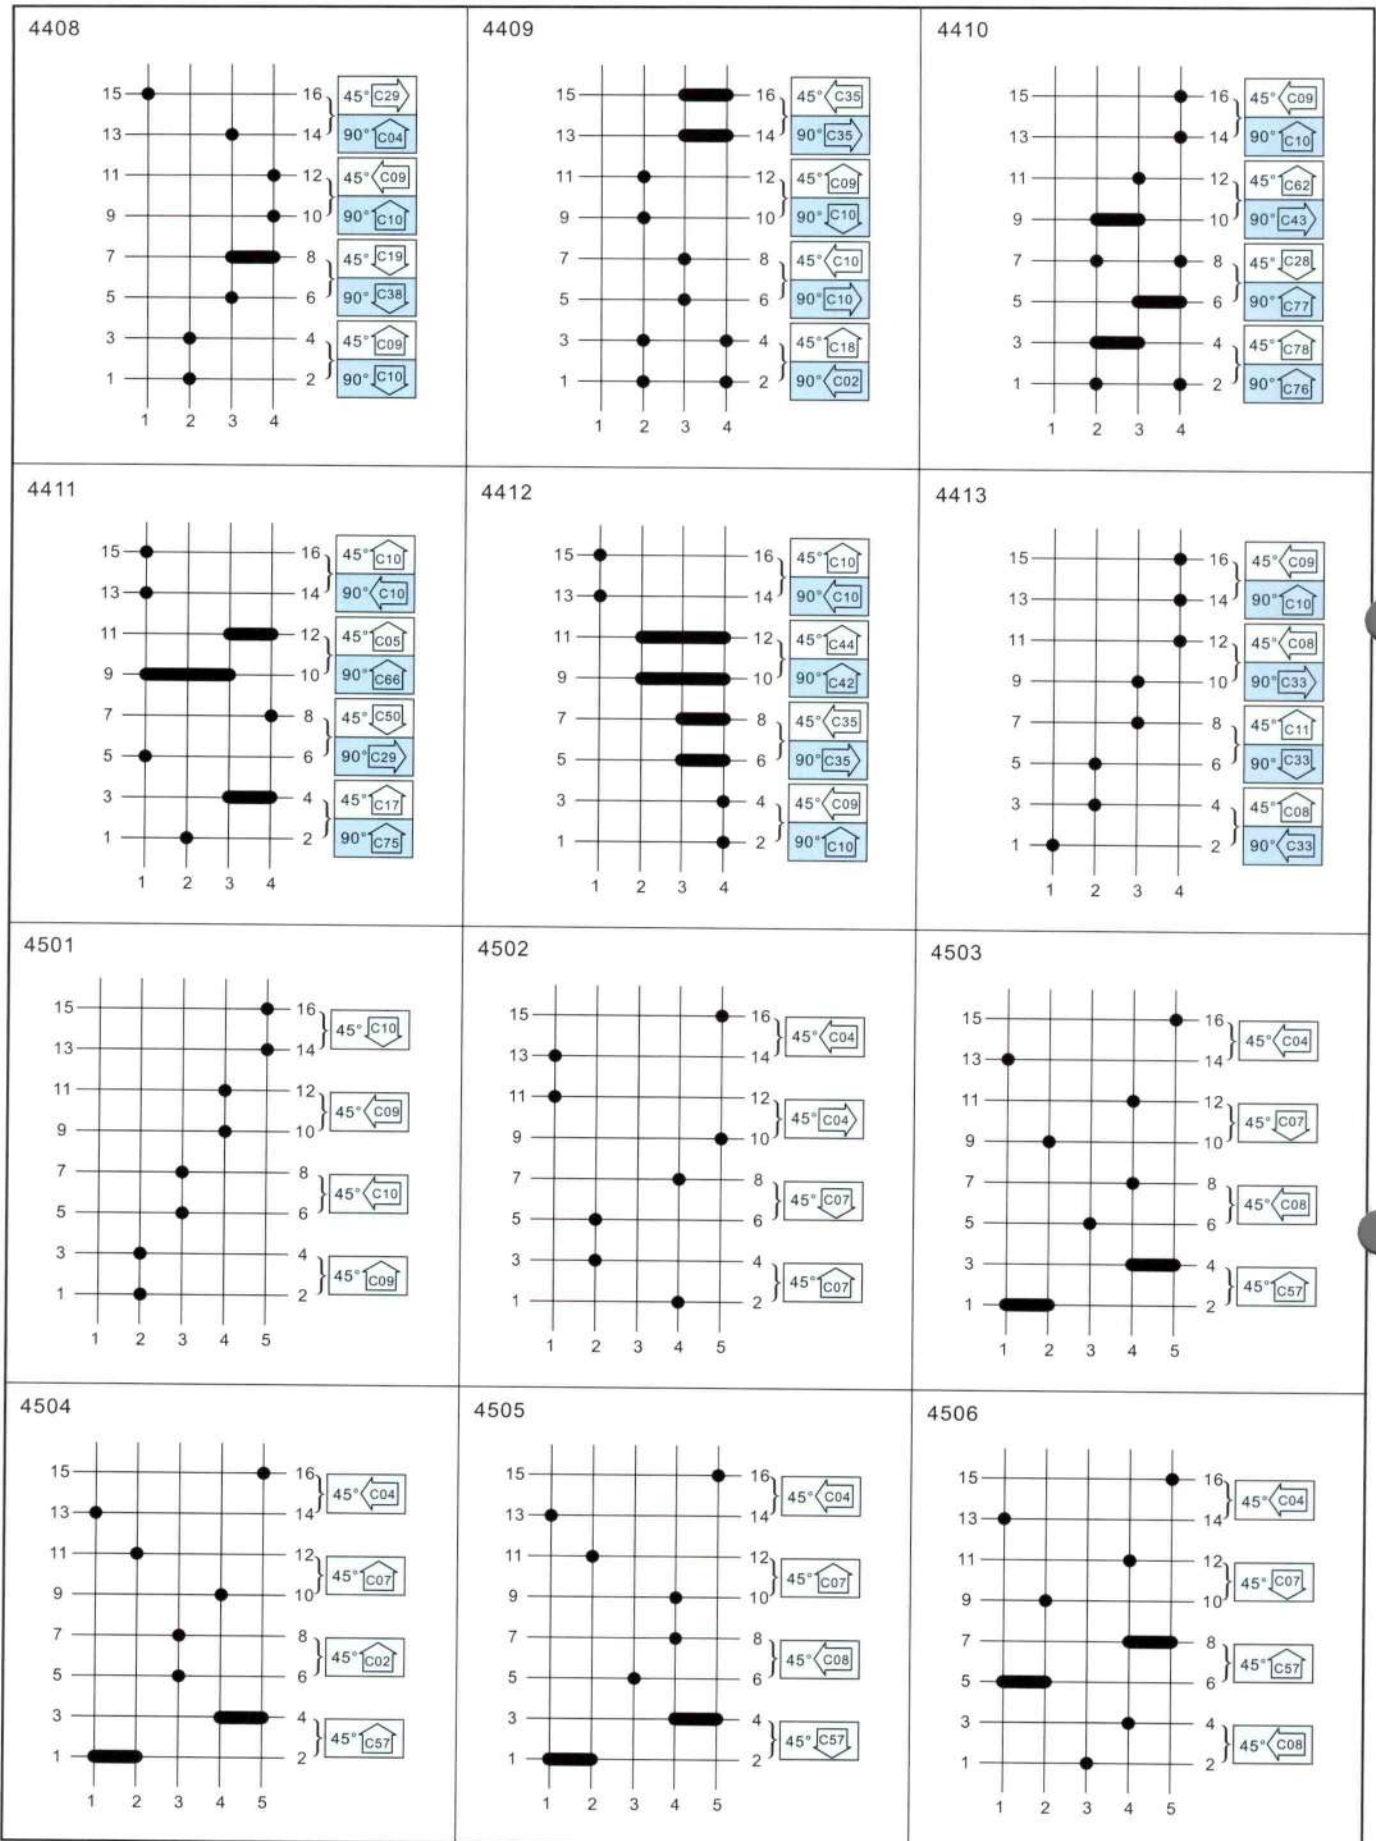 4408
15 16 45° C29
13 14 90° C04
11 12 45° C09
9 10 90° C10
7 8 45° C19
5 6 90° C38
3 4 45° C09
1 2 90° C10
1 2 3 4
4409
15 16 45° C35
13 14 90° C35
11 12 45° C09
9 10 90° C10
7 8 45° C10
5 6 90° C10
3 4 45° C18
1 2 90° C02
1 2 3 4
4410
15 16 45° C09
13 14 90° C10
11 12 45° C62
9 10 90° C43
7 8 45° C28
5 6 90° C77
3 4 45° C78
1 2 90° C76
1 2 3 4
4411
15 16 45° C10
13 14 90° C10
11 12 45° C05
9 10 90° C66
7 8 45° C50
5 6 90° C29
3 4 45° C17
1 2 90° C75
1 2 3 4
4412
15 16 45° C10
13 14 90° C10
11 12 45° C44
9 10 90° C42
7 8 45° C35
5 6 90° C35
3 4 45° C09
1 2 90° C10
1 2 3 4
4413
15 16 45° C09
13 14 90° C10
11 12 45° C08
9 10 90° C33
7 8 45° C11
5 6 90° C33
3 4 45° C08
1 2 90° C33
1 2 3 4
4501
15 16
45° C10
13 14
11 12
45° C09
9 10
7 8
45° C10
5 6
3 4
45° C09
1 2
1 2 3 4 5
4502
15 16
45° C04
13 14
11 12
45° C04
9 10
7 8
45° C07
5 6
3 4
45° C07
1 2
1 2 3 4 5
4503
15 16
45° C04
13 14
11 12
45° C07
9 10
7 8
45° C08
5 6
3 4
45° C57
1 2
1 2 3 4 5
4504
15 16
45° C04
13 14
11 12
45° C07
9 10
7 8
45° C02
5 6
3 4
45° C57
1 2
1 2 3 4 5
4505
15 16
45° C04
13 14
11 12
45° C07
9 10
7 8
45° C08
5 6
3 4
45° C57
1 2
1 2 3 4 5
4506
15 16
45° C04
13 14
11 12
45° C07
9 10
7 8
45° C57
5 6
3 4
45° C08
1 2
1 2 3 4 5